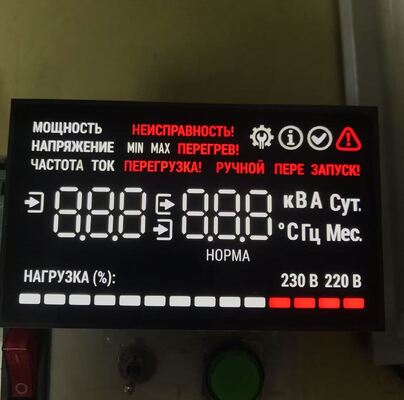 МОЩНОСТЬ НЕИСПРАВНОСТЬ!
НАПРЯЖЕНИЕ MIN MAX ПЕРЕГРЕВ!
ЧАСТОТА ТОК ПЕРЕГРУЗКА! РУЧНОЙ ПЕРЕ ЗАПУСК!
8.8.8 8.8.8 кВА Сут.
°С Гц Мес.
НОРМА
НАГРУЗКА (%): 230 В 220 В